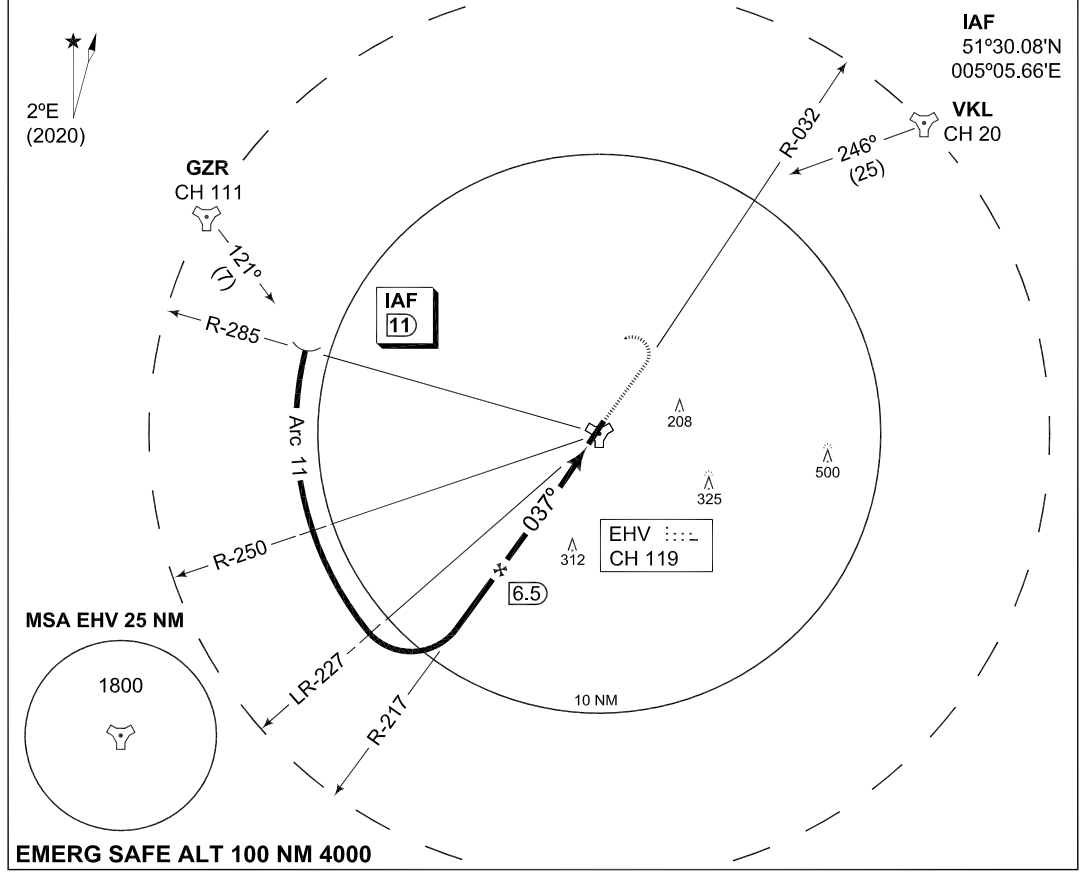 IAF
51º30.08'N
005º05.66'E
2ºE
(2020)
VKL
CH 20
R-032
246º
(25)
GZR
CH 111
121º
(7)
IAF
11
R-285
Arc 11
208
500
325
037º
EHV
CH 119
312
R-250
6.5
MSA EHV 25 NM
LR-227
1800
10 NM
R-217
EMERG SAFE ALT 100 NM 4000